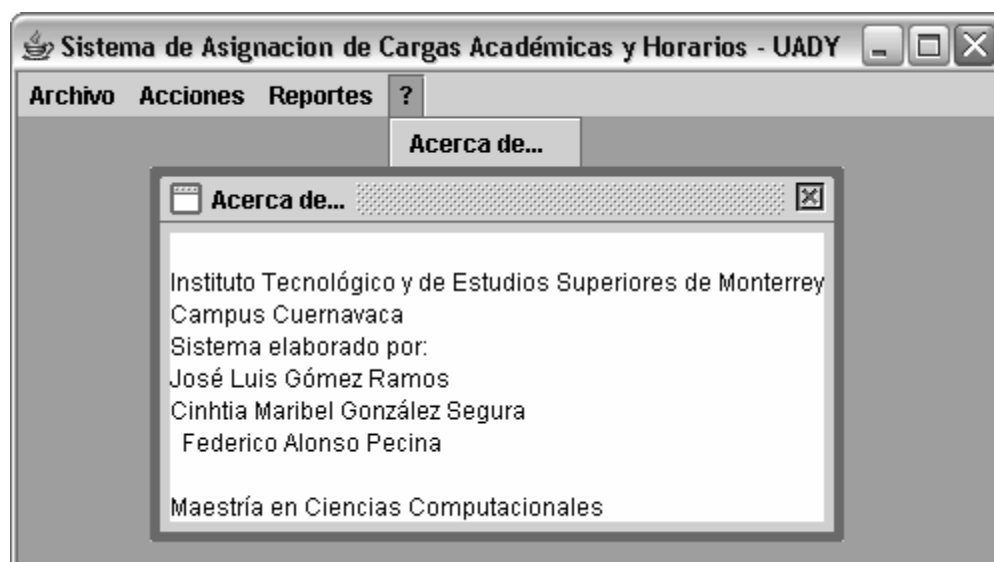 Sistema de Asignacion de Cargas Académicas y Horarios - UADY
Archivo Acciones Reportes ?
Acerca de...
Acerca de...
Instituto Tecnológico y de Estudios Superiores de Monterrey
Campus Cuernavaca
Sistema elaborado por:
José Luis Gómez Ramos
Cinhtia Maribel González Segura
Federico Alonso Pecina
Maestría en Ciencias Computacionales